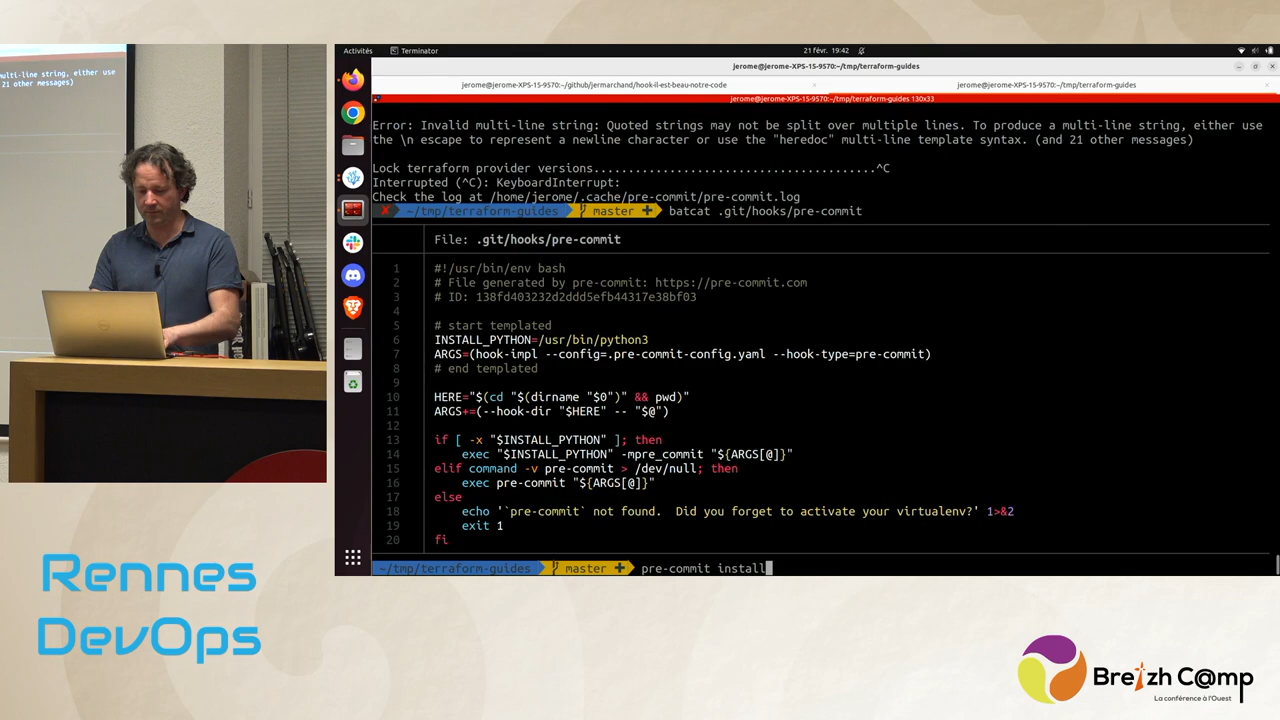 multi-line string, either use
21 other messages)
Activités
Terminator
21 févr. 19:42
jerome@jerome-XPS-15-9570:~/tmp/terraform-guides
jerome@jerome-XPS-15-9570:~/github/jermarchand/hook-il-est-beau-notre-code
jerome@jerome-XPS-15-9570:~/tmp/terraform-guides
jerome@jerome-XPS-15-9570:~/tmp/terraform-guides 130x33
Error: Invalid multi-line string: Quoted strings may not be split over multiple lines. To produce a multi-line string, either use
the \n escape to represent a newline character or use the "heredoc" multi-line template syntax. (and 21 other messages)
Lock terraform provider versions........................................^C
Interrupted (^C): KeyboardInterrupt:
Check the log at /home/jerome/.cache/pre-commit/pre-commit.log
✘ ~/tmp/terraform-guides master ✚ batcat .git/hooks/pre-commit
File: .git/hooks/pre-commit
1 #!/usr/bin/env bash
2 # File generated by pre-commit: https://pre-commit.com
3 # ID: 138fd403232d2ddd5efb44317e38bf03
4
5 # start templated
6 INSTALL_PYTHON=/usr/bin/python3
7 ARGS=(hook-impl --config=.pre-commit-config.yaml --hook-type=pre-commit)
8 # end templated
9
10 HERE="$(cd "$(dirname "$0")" && pwd)"
11 ARGS+=(--hook-dir "$HERE" -- "$@")
12
13 if [ -x "$INSTALL_PYTHON" ]; then
14 exec "$INSTALL_PYTHON" -mpre_commit "${ARGS[@]}"
15 elif command -v pre-commit > /dev/null; then
16 exec pre-commit "${ARGS[@]}"
17 else
18 echo '`pre-commit` not found.  Did you forget to activate your virtualenv?' 1>&2
19 exit 1
20 fi
~/tmp/terraform-guides master ✚ pre-commit install
Rennes
DevOps
Breizh C@mp
La conférence à l'Ouest